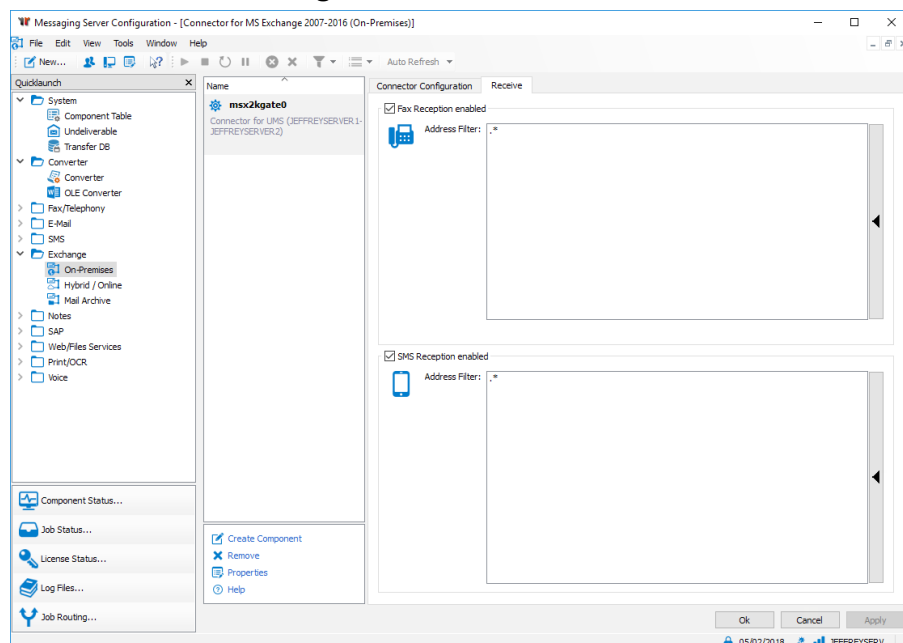 Messaging Server Configuration - [Connector for MS Exchange 2007-2016 (On-Premises)]
File Edit View Tools Window Help
New... Auto Refresh
Quicklaunch
System
Component Table
Undeliverable
Transfer DB
Converter
Converter
OLE Converter
Fax/Telephony
E-Mail
SMS
Exchange
On-Premises
Hybrid / Online
Mail Archive
Notes
SAP
Web/Files Services
Print/OCR
Voice
Component Status...
Job Status...
License Status...
Log Files...
Job Routing...
Name
msx2kgate0
Connector for UMS (JEFFREYSERVER1-
JEFFREYSERVER2)
Create Component
Remove
Properties
Help
Connector Configuration Receive
Fax Reception enabled
Address Filter: .*
SMS Reception enabled
Address Filter: .*
Ok Cancel Apply
05/02/2018 JEFFREYSERV